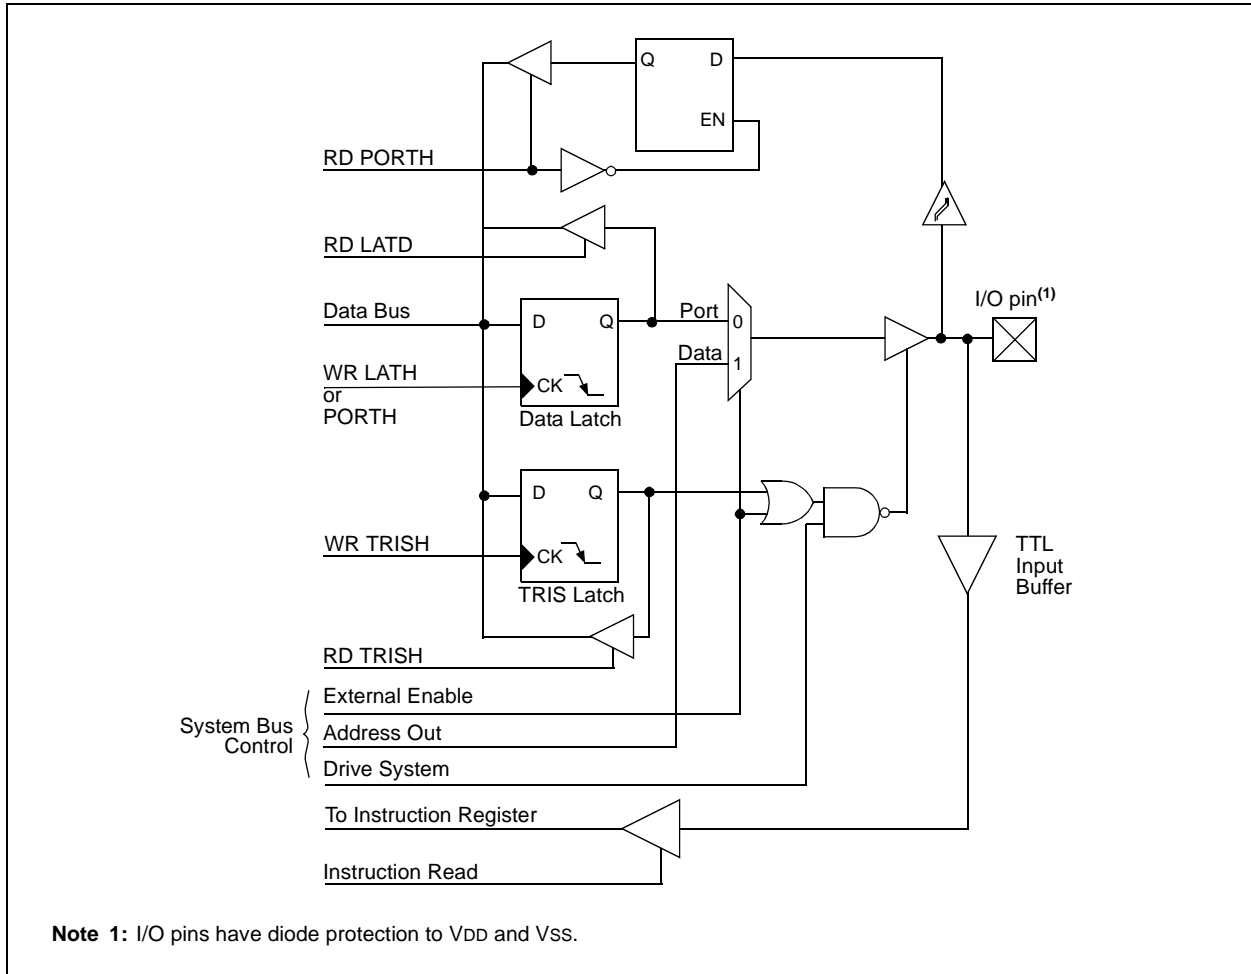 Q
D
EN
RD PORTH
RD LATD
I/O pin(1)
Data Bus
D
Q
Port
0
Data
1
WR LATH
or
PORTH
CK
Data Latch
D
Q
WR TRISH
CK
TRIS Latch
TTL
Input
Buffer
RD TRISH
External Enable
System Bus
Control
Address Out
Drive System
To Instruction Register
Instruction Read
Note 1: I/O pins have diode protection to VDD and VSS.